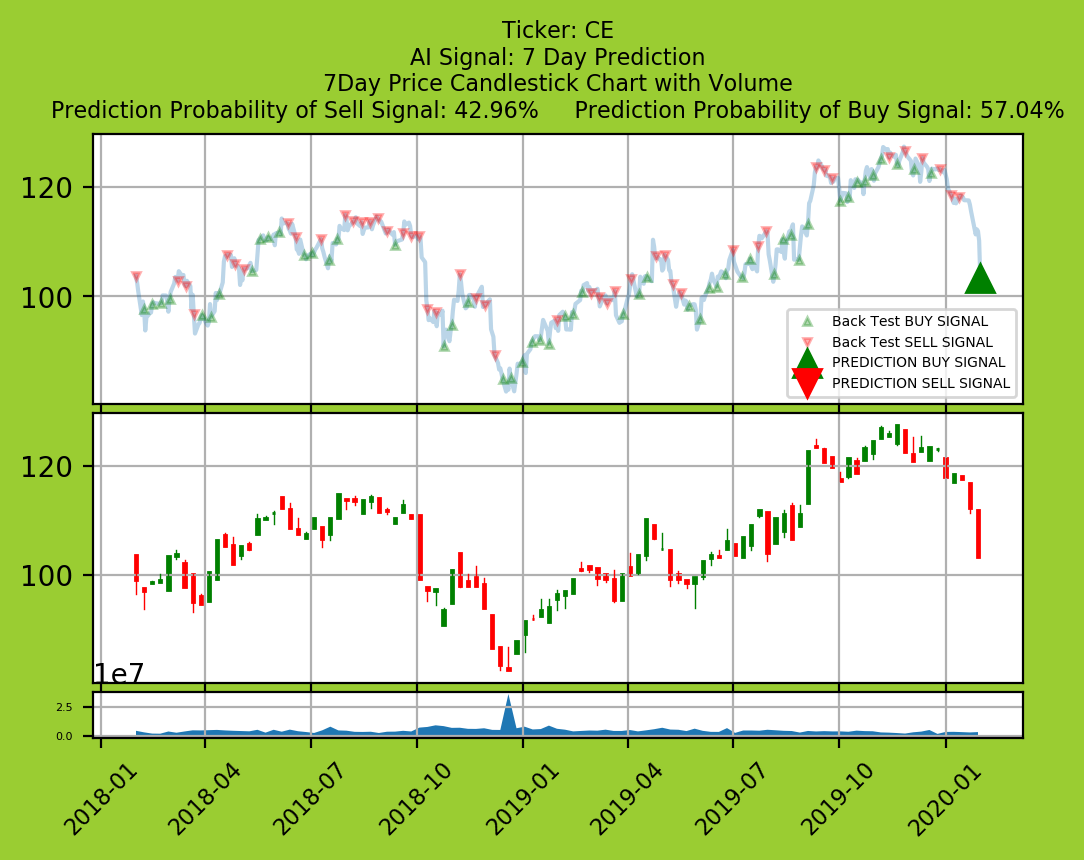 Ticker: CE
AI Signal: 7 Day Prediction
7Day Price Candlestick Chart with Volume
Prediction Probability of Sell Signal: 42.96% Prediction Probability of Buy Signal: 57.04%
120
100
Back Test BUY SIGNAL
Back Test SELL SIGNAL
PREDICTION BUY SIGNAL
PREDICTION SELL SIGNAL
120
100
1e7
2.5
0.0
2018-01
2018-04
2018-07
2018-10
2019-01
2019-04
2019-07
2019-10
2020-01